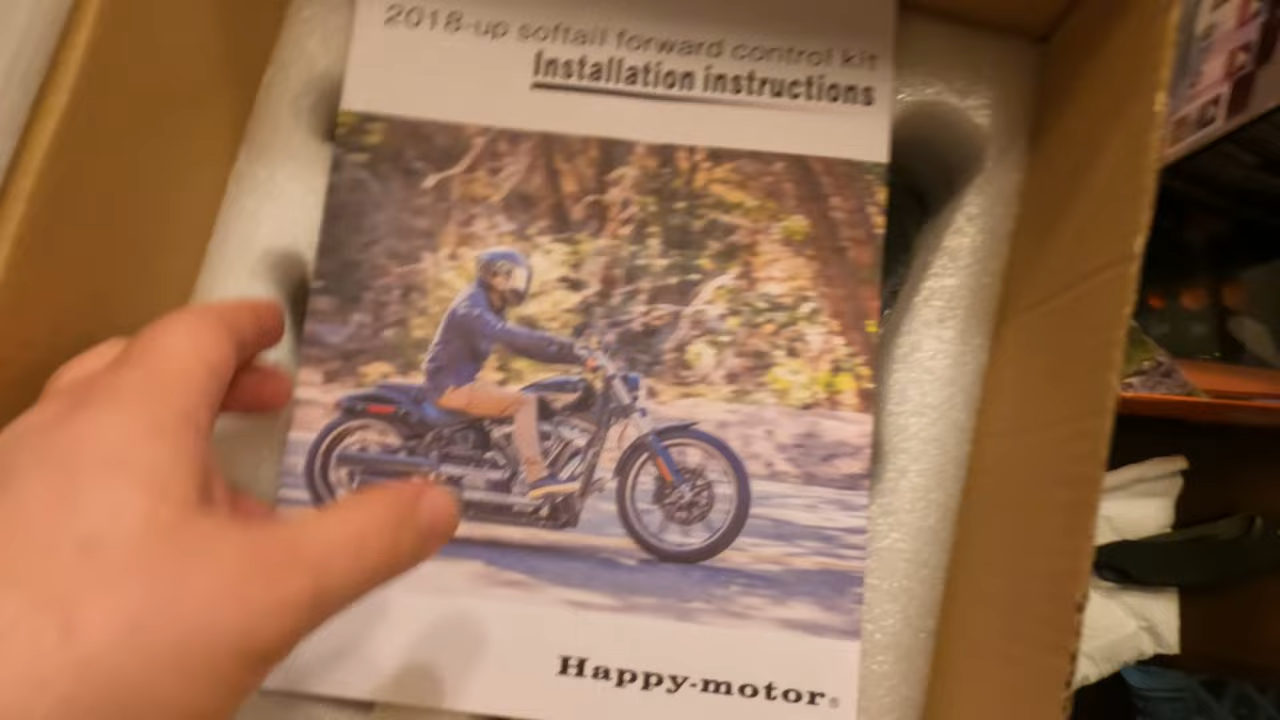 2018-up softail forward control kit
Installation instructions
Happy-motor®